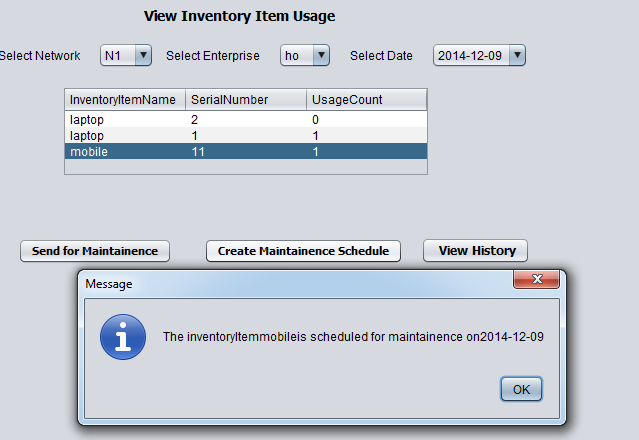 View Inventory Item Usage
Select Network N1 Select Enterprise ho Select Date 2014-12-09
InventoryItemName SerialNumber UsageCount
laptop 2 0
laptop 1 1
mobile 11 1
Send for Maintainence Create Maintainence Schedule View History
Message
The inventoryItemmobileis scheduled for maintainence on2014-12-09
OK